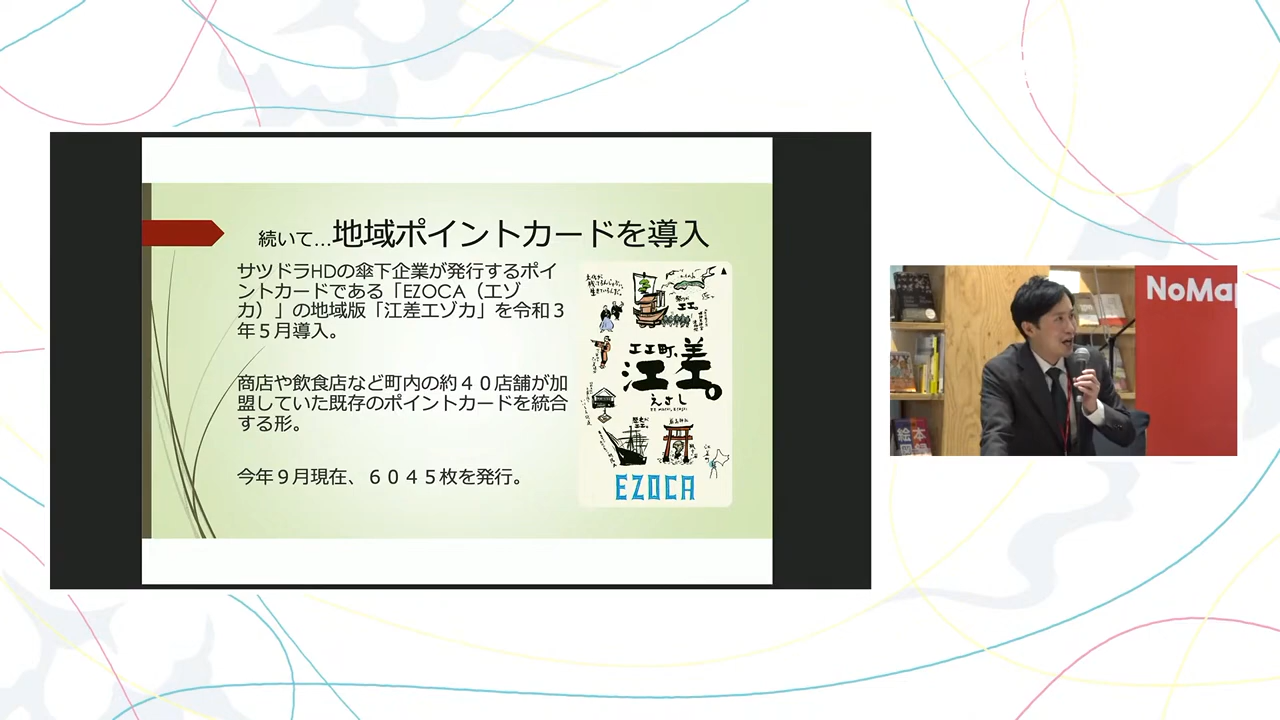 続いて…地域ポイントカードを導入
サツドラHDの傘下企業が発行するポイ
ントカードである「EZOCA（エゾ
カ）」の地域版「江差エゾカ」を令和３
年５月導入。
商店や飲食店など町内の約４０店舗が加
盟していた既存のポイントカードを統合
する形。
今年９月現在、６０４５枚を発行。
エエ町、
江差。
えさし
EZOCA
NoMap